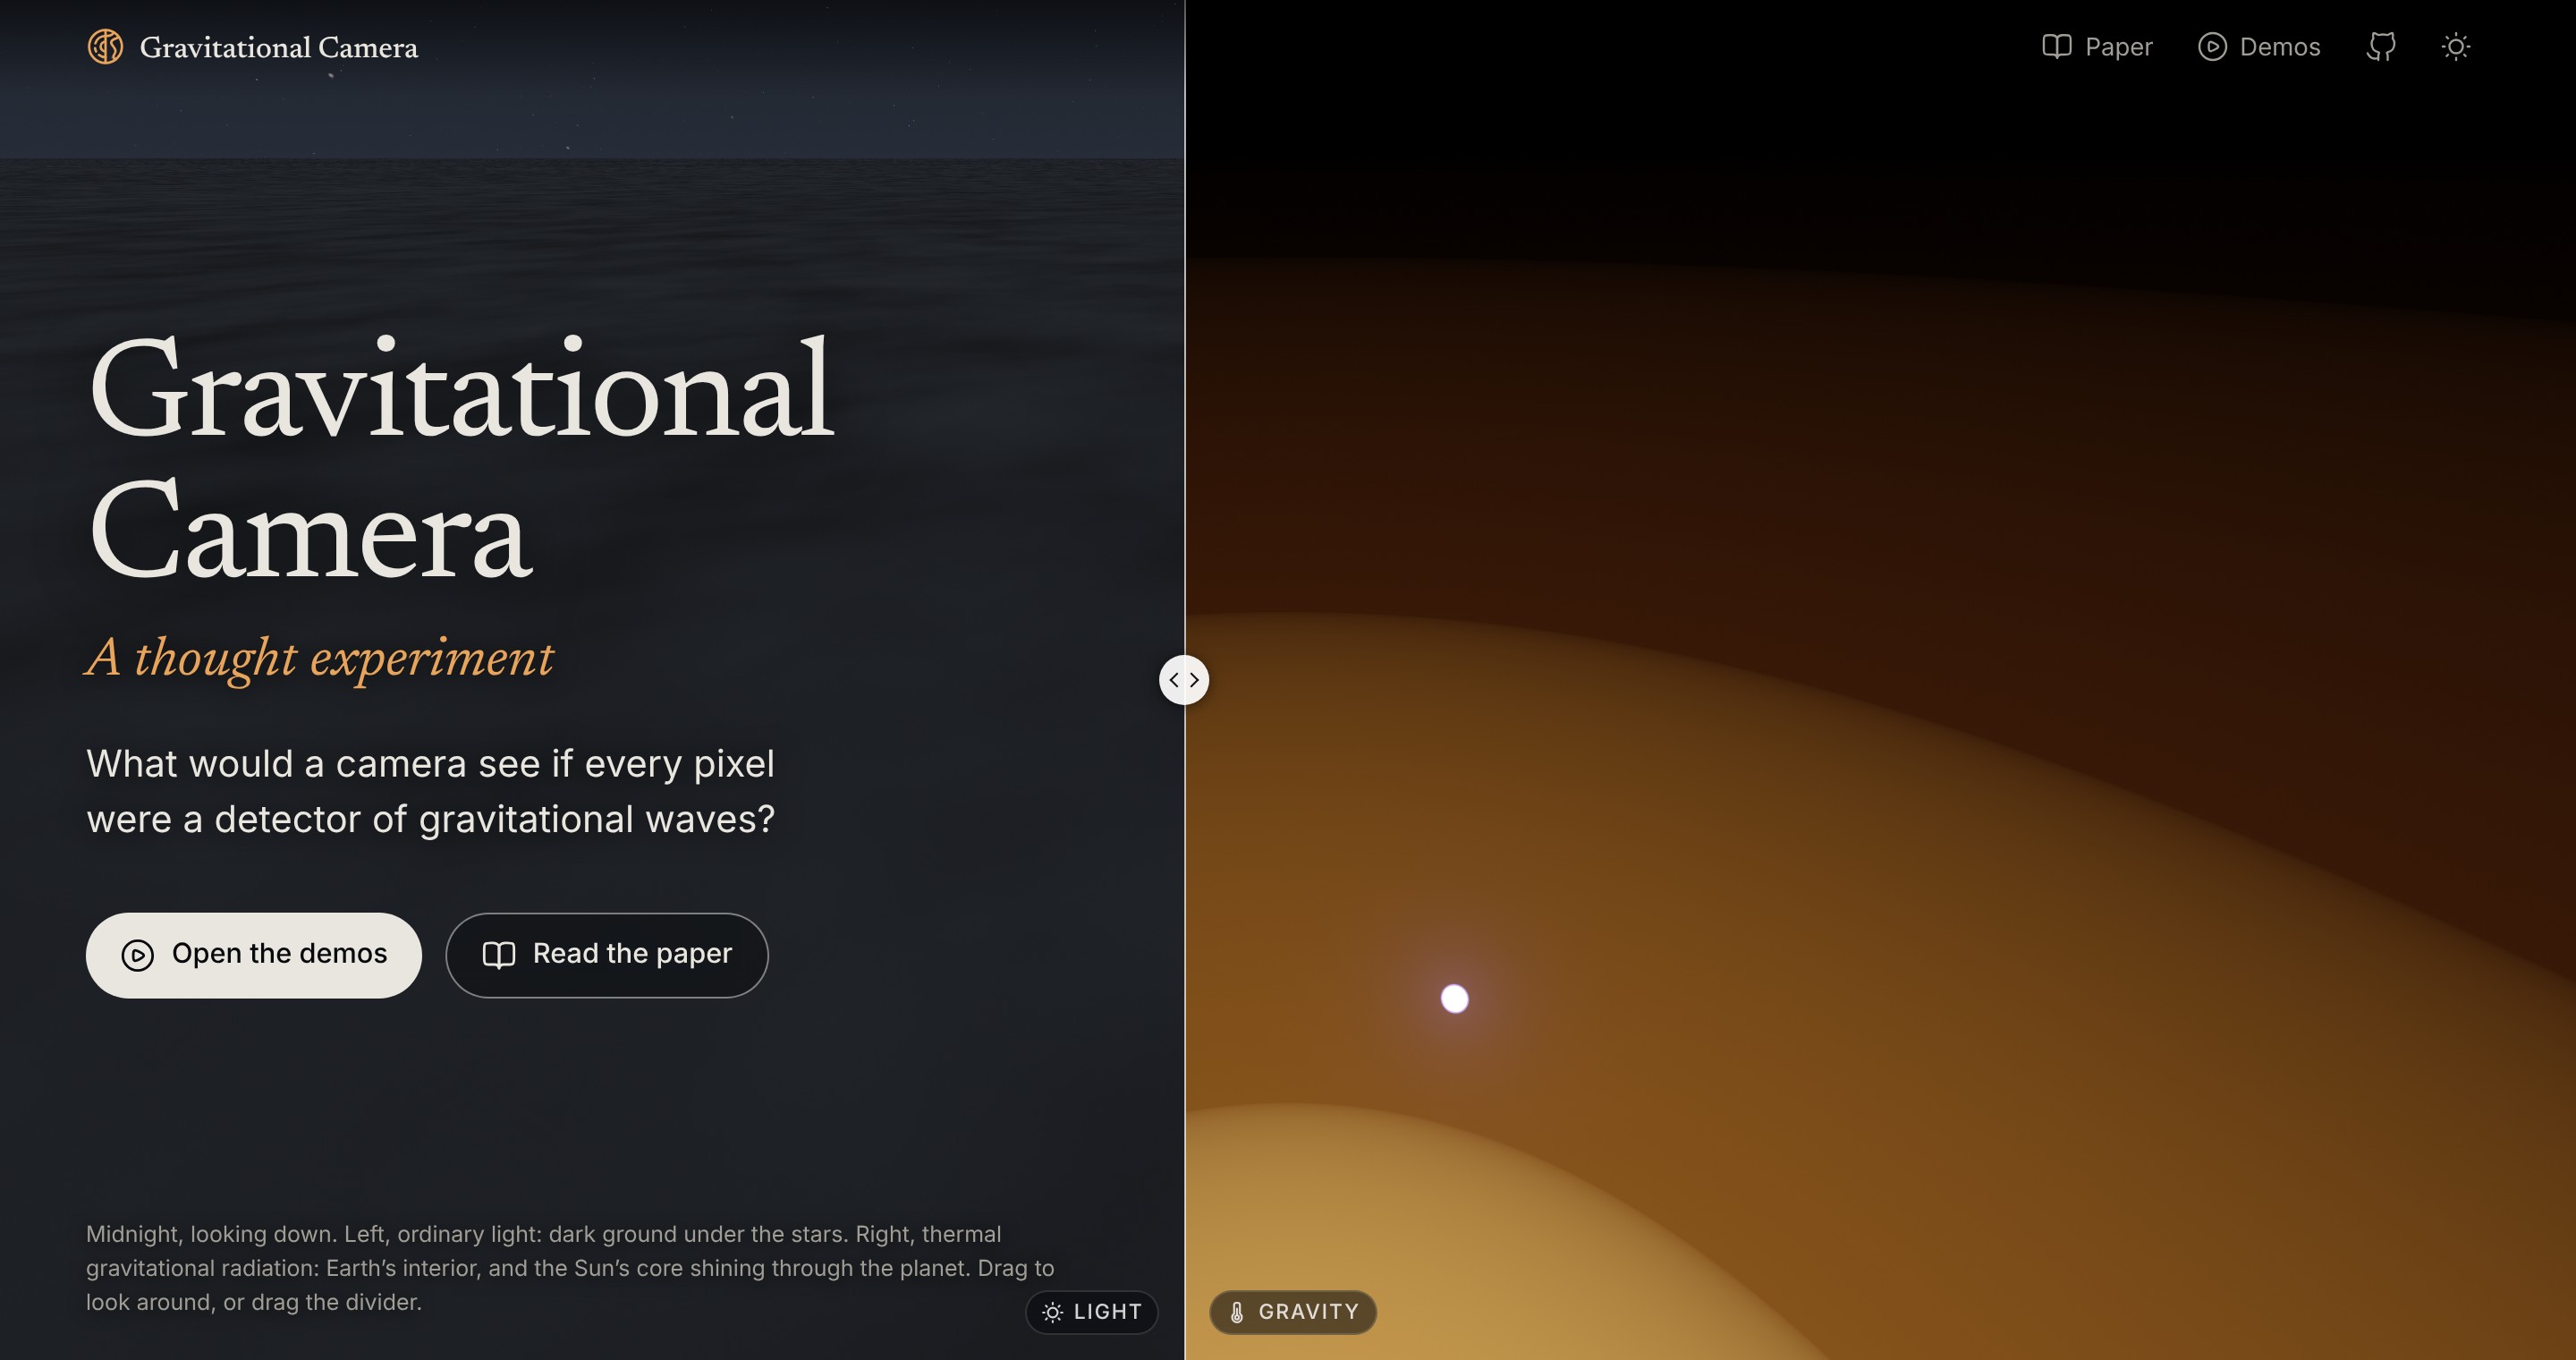 Gravitational Camera
Paper
Demos
Gravitational
Camera
A thought experiment
What would a camera see if every pixel
were a detector of gravitational waves?
Open the demos
Read the paper
Midnight, looking down. Left, ordinary light: dark ground under the stars. Right, thermal
gravitational radiation: Earth’s interior, and the Sun’s core shining through the planet. Drag to
look around, or drag the divider.
LIGHT
GRAVITY